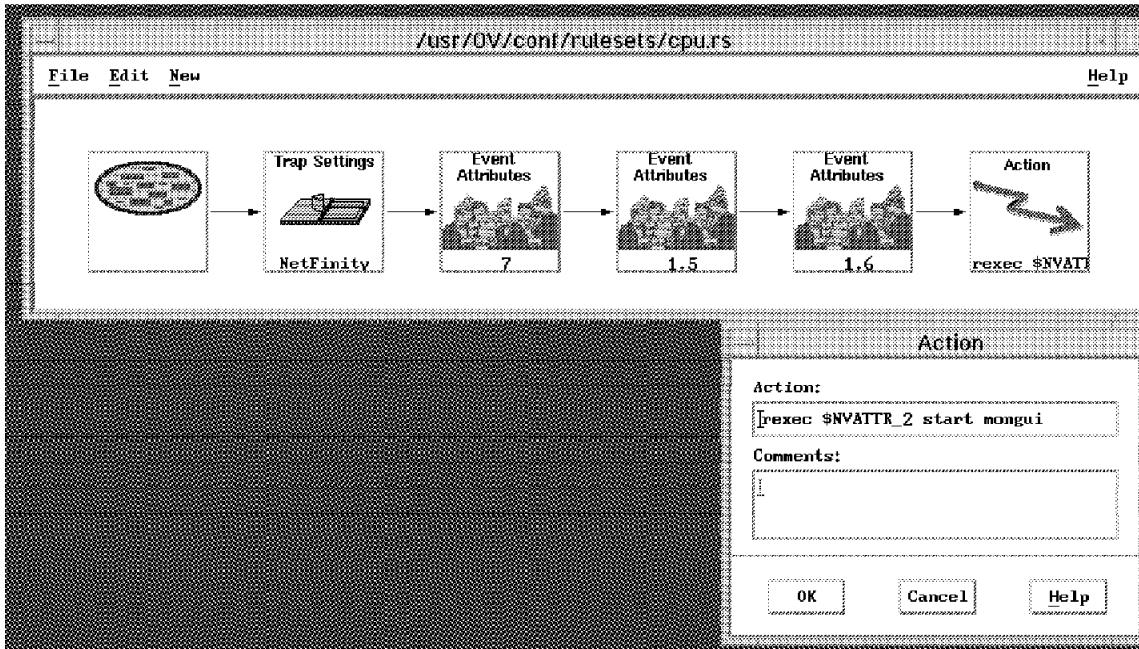 /usr/OV/conf/rulesets/cpu.rs
File Edit New Help
Trap Settings
NetFinity
Event
Attributes
7
Event
Attributes
1.5
Event
Attributes
1.6
Action
rexec $NVATT
Action
Action:
rexec $NVATTR_2 start mongui
Comments:
OK Cancel Help